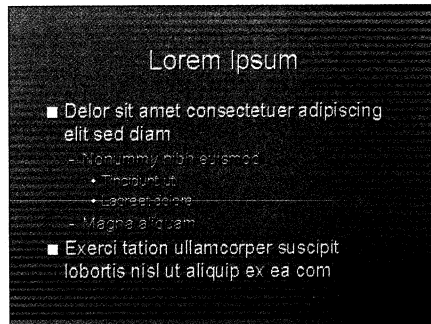 Lorem Ipsum
■ Delor sit amet consectetuer adipiscing
elit sed diam
– Nonummy nibh euismod
• Tincidunt ut
• Laoreet dolore
– Magna aliquam
■ Exerci tation ullamcorper suscipit
lobortis nisl ut aliquip ex ea com